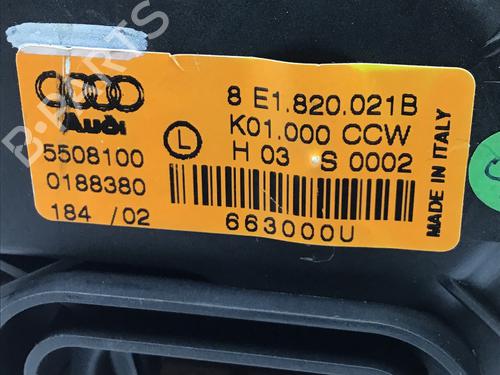 8 E1.820.021B
Audi
K01.000 CCW
5508100
L
H 03 S 0002
0188380
184 / 02
663000U
MADE IN ITALY
B-PARTS